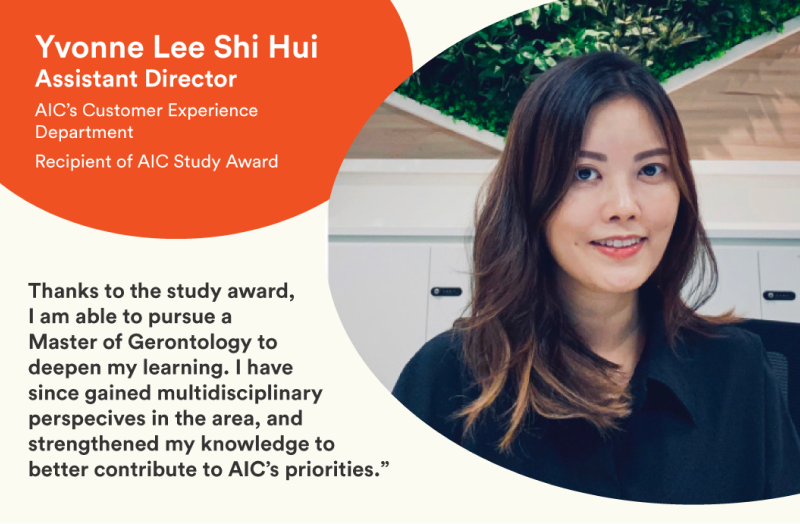 Yvonne Lee Shi Hui
Assistant Director
AIC's Customer Experience
Department
Recipient of AIC Study Award
Thanks to the study award,
I am able to pursue a
Master of Gerontology to
deepen my learning. I have
since gained multidisciplinary
perspecives in the area, and
strengthened my knowledge to
better contribute to AIC's priorities.”